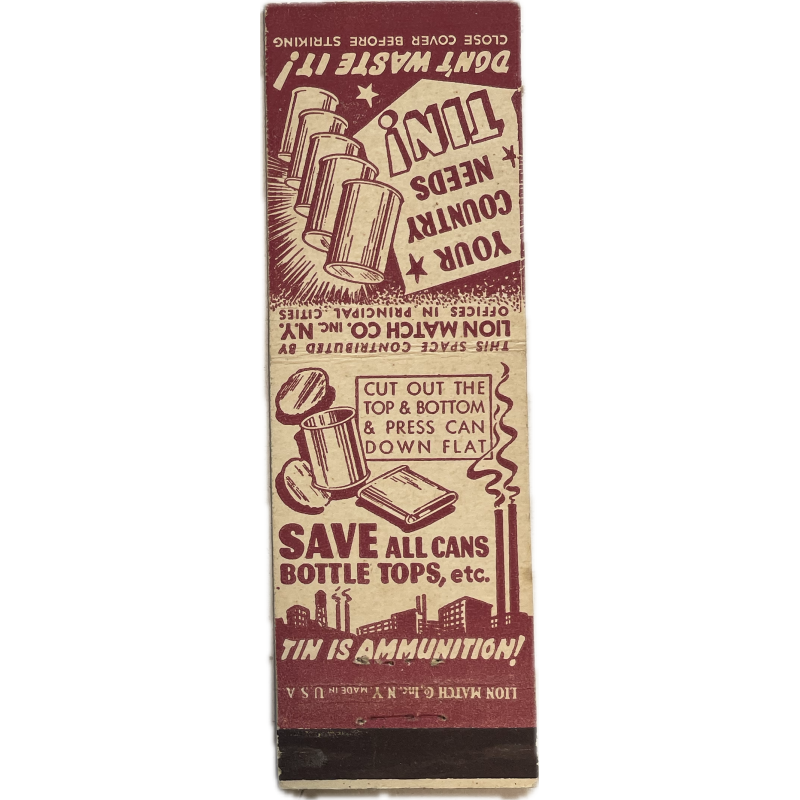 CLOSE COVER BEFORE STRIKING
DON'T WASTE IT!
YOUR
COUNTRY
NEEDS
TIN!
THIS SPACE CONTRIBUTED BY
LION MATCH CO. INC. N.Y.
OFFICES IN PRINCIPAL CITIES
CUT OUT THE
TOP & BOTTOM
& PRESS CAN
DOWN FLAT
SAVE ALL CANS
BOTTLE TOPS, etc.
TIN IS AMMUNITION!
LION MATCH Co, Inc. N.Y. MADE IN U S A